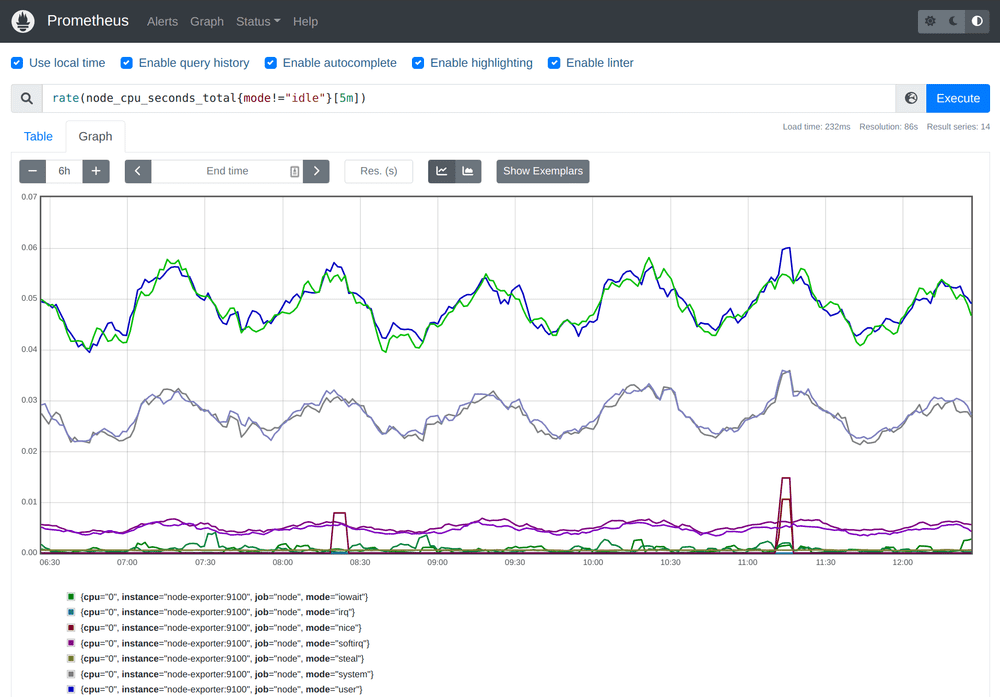 Prometheus Alerts Graph Status Help
Use local time Enable query history Enable autocomplete Enable highlighting Enable linter
rate(node_cpu_seconds_total{mode!="idle"}[5m]) Execute
Table Graph Load time: 232ms Resolution: 86s Result series: 14
− 6h + End time Res. (s) Show Exemplars
0.07
0.06
0.05
0.04
0.03
0.02
0.01
0.00
06:30 07:00 07:30 08:00 08:30 09:00 09:30 10:00 10:30 11:00 11:30 12:00
{cpu="0", instance="node-exporter:9100", job="node", mode="iowait"}
{cpu="0", instance="node-exporter:9100", job="node", mode="irq"}
{cpu="0", instance="node-exporter:9100", job="node", mode="nice"}
{cpu="0", instance="node-exporter:9100", job="node", mode="softirq"}
{cpu="0", instance="node-exporter:9100", job="node", mode="steal"}
{cpu="0", instance="node-exporter:9100", job="node", mode="system"}
{cpu="0", instance="node-exporter:9100", job="node", mode="user"}